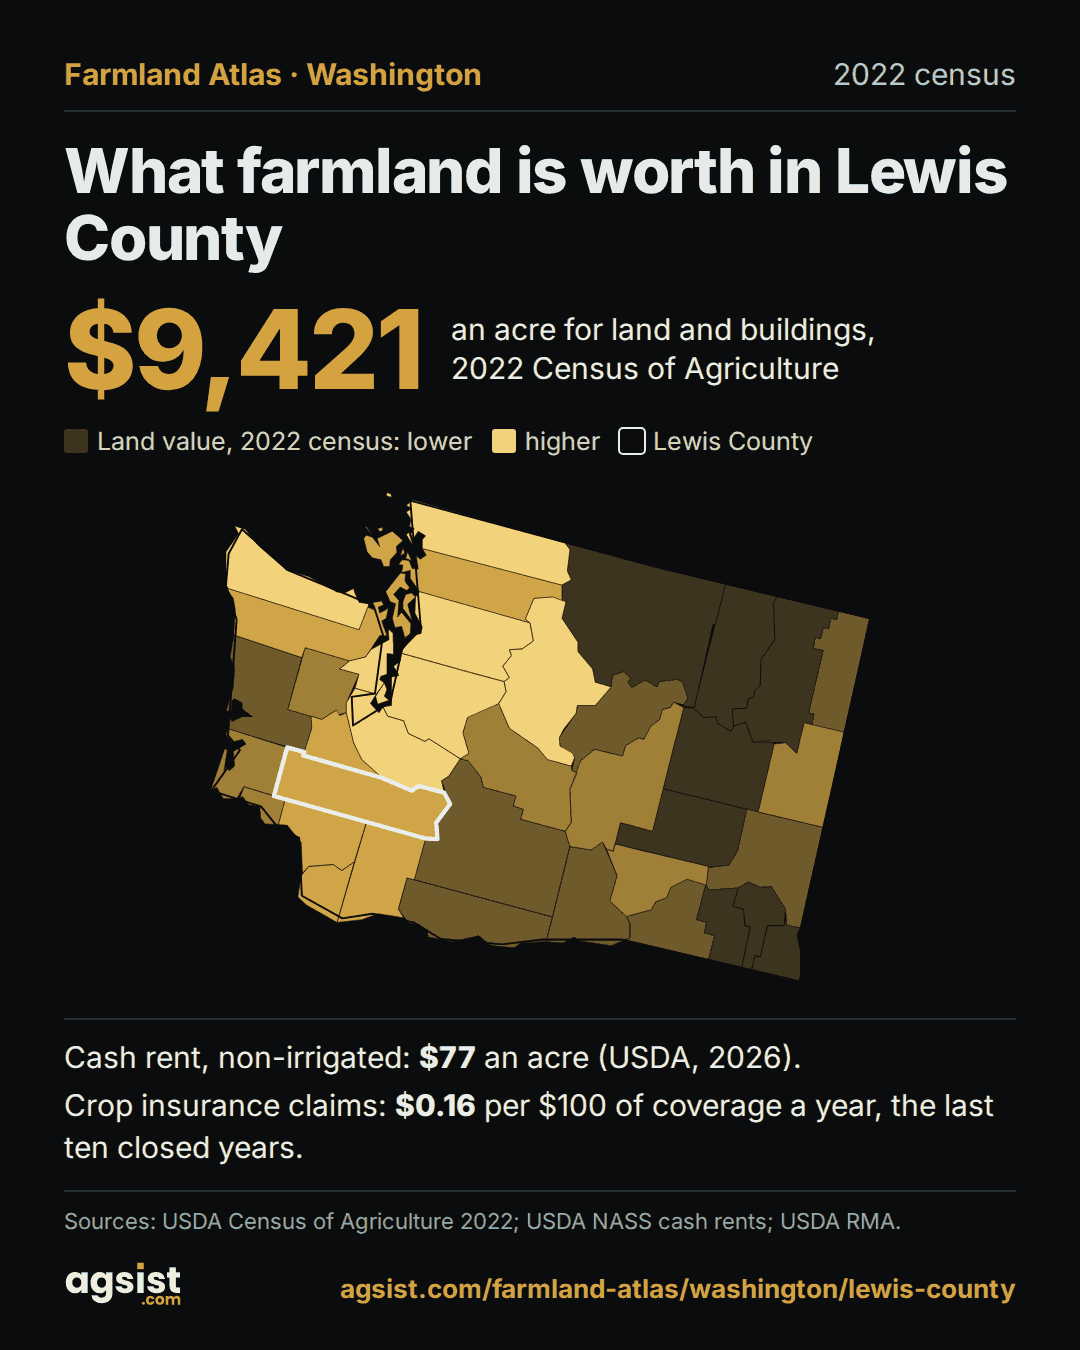 Farmland Atlas · Washington
2022 census
What farmland is worth in Lewis
County
$9,421
an acre for land and buildings,
2022 Census of Agriculture
Land value, 2022 census: lower
higher
Lewis County
Cash rent, non-irrigated: $77 an acre (USDA, 2026).
Crop insurance claims: $0.16 per $100 of coverage a year, the last
ten closed years.
Sources: USDA Census of Agriculture 2022; USDA NASS cash rents; USDA RMA.
agsist
.com
agsist.com/farmland-atlas/washington/lewis-county